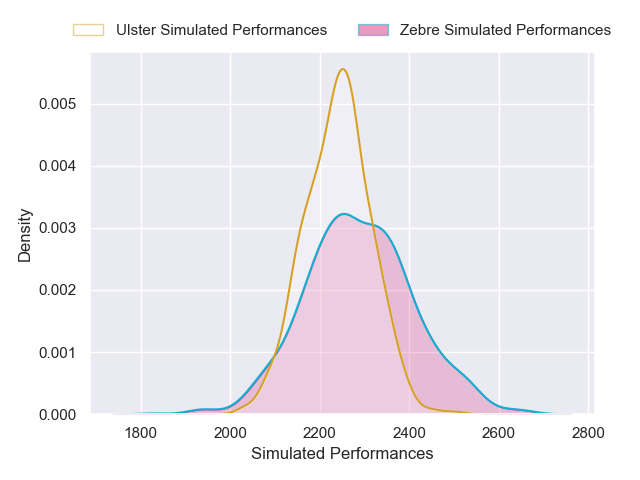 Ulster Simulated Performances Zebre Simulated Performances
0.005
0.004
0.003
0.002
0.001
0.000
Density
1800 2000 2200 2400 2600 2800
Simulated Performances